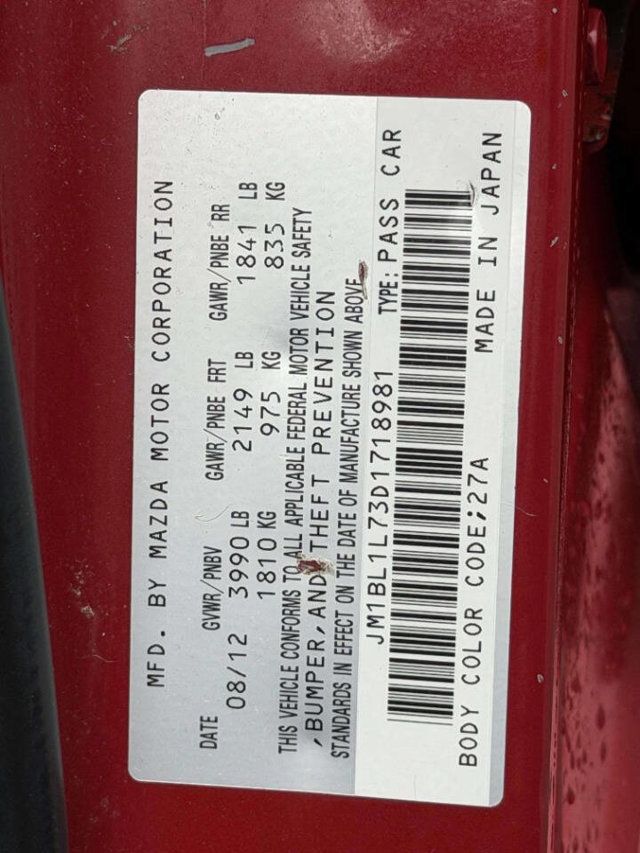 MFD. BY MAZDA MOTOR CORPORATION
DATE GVWR/PNBV GAWR/PNBE FRT GAWR/PNBE RR
08/12 3990 LB 2149 LB 1841 LB
1810 KG 975 KG 835 KG
THIS VEHICLE CONFORMS TO ALL APPLICABLE FEDERAL MOTOR VEHICLE SAFETY
, BUMPER, AND THEFT PREVENTION
STANDARDS IN EFFECT ON THE DATE OF MANUFACTURE SHOWN ABOVE
JM1BL1L73D1718981 TYPE: PASS CAR
BODY COLOR CODE;27A MADE IN JAPAN